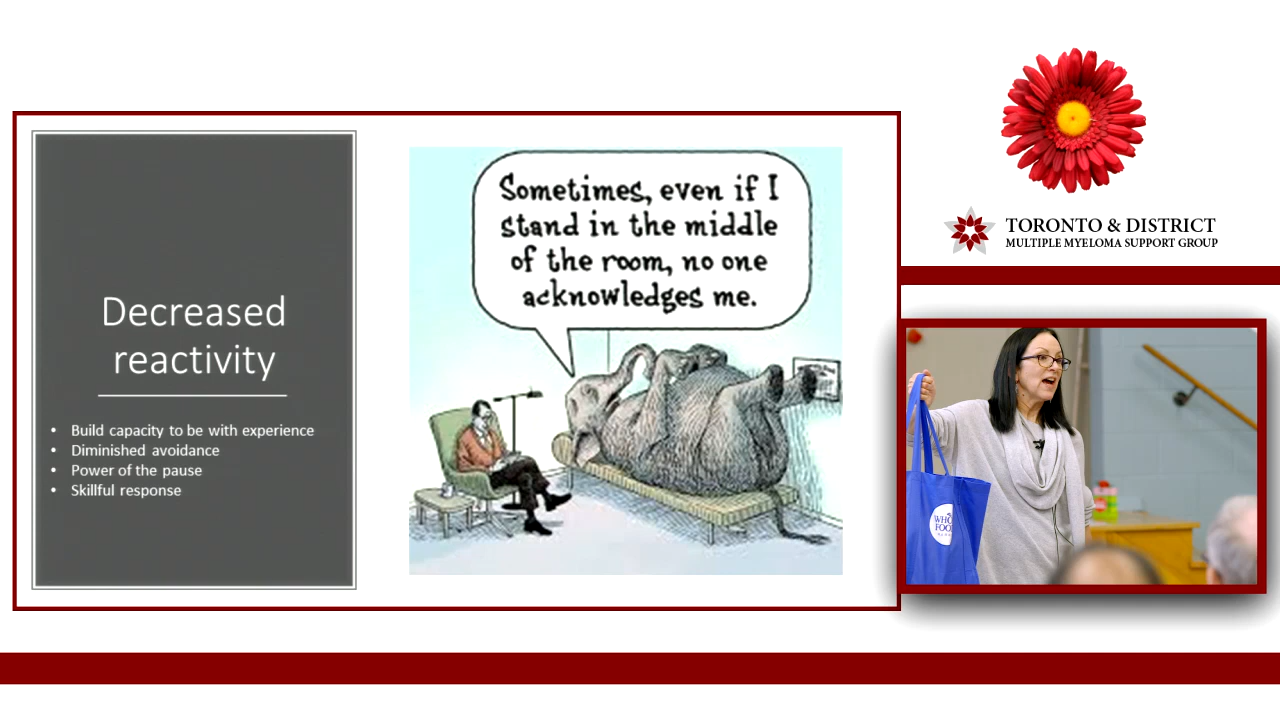 Decreased
reactivity
• Build capacity to be with experience
• Diminished avoidance
• Power of the pause
• Skillful response
Sometimes, even if I
stand in the middle
of the room, no one
acknowledges me.
TORONTO & DISTRICT
MULTIPLE MYELOMA SUPPORT GROUP